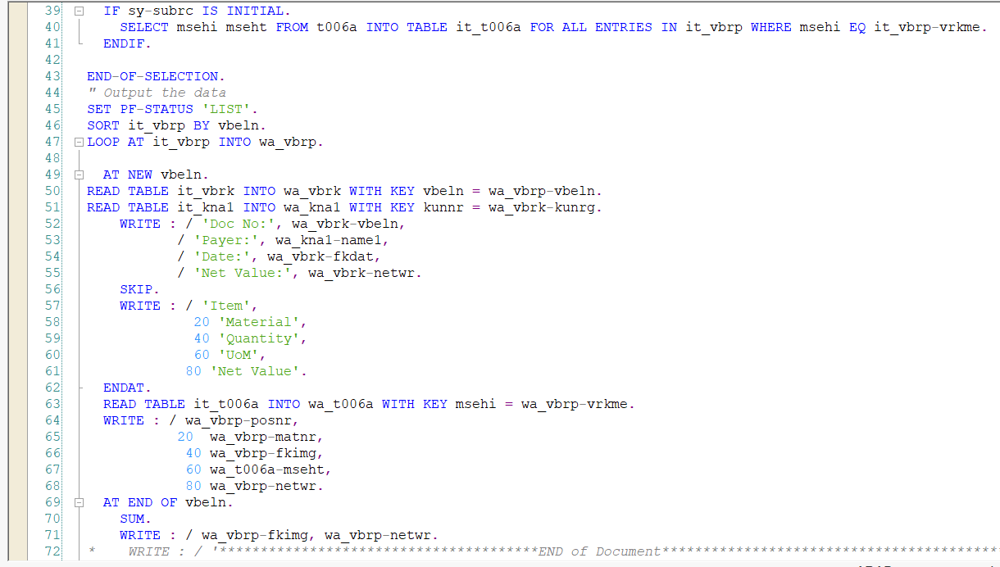 39 IF sy-subrc IS INITIAL.
40 SELECT msehi mseht FROM t006a INTO TABLE it_t006a FOR ALL ENTRIES IN it_vbrp WHERE msehi EQ it_vbrp-vrkme.
41 ENDIF.
42
43 END-OF-SELECTION.
44 " Output the data
45 SET PF-STATUS 'LIST'.
46 SORT it_vbrp BY vbeln.
47 LOOP AT it_vbrp INTO wa_vbrp.
48
49 AT NEW vbeln.
50 READ TABLE it_vbrk INTO wa_vbrk WITH KEY vbeln = wa_vbrp-vbeln.
51 READ TABLE it_kna1 INTO wa_kna1 WITH KEY kunnr = wa_vbrk-kunrg.
52 WRITE : / 'Doc No:', wa_vbrk-vbeln,
53 / 'Payer:', wa_kna1-name1,
54 / 'Date:', wa_vbrk-fkdat,
55 / 'Net Value:', wa_vbrk-netwr.
56 SKIP.
57 WRITE : / 'Item',
58 20 'Material',
59 40 'Quantity',
60 60 'UoM',
61 80 'Net Value'.
62 ENDAT.
63 READ TABLE it_t006a INTO wa_t006a WITH KEY msehi = wa_vbrp-vrkme.
64 WRITE : / wa_vbrp-posnr,
65 20 wa_vbrp-matnr,
66 40 wa_vbrp-fkimg,
67 60 wa_t006a-mseht,
68 80 wa_vbrp-netwr.
69 AT END OF vbeln.
70 SUM.
71 WRITE : / wa_vbrp-fkimg, wa_vbrp-netwr.
72 * WRITE : / '***************************************END of Document*****************************************